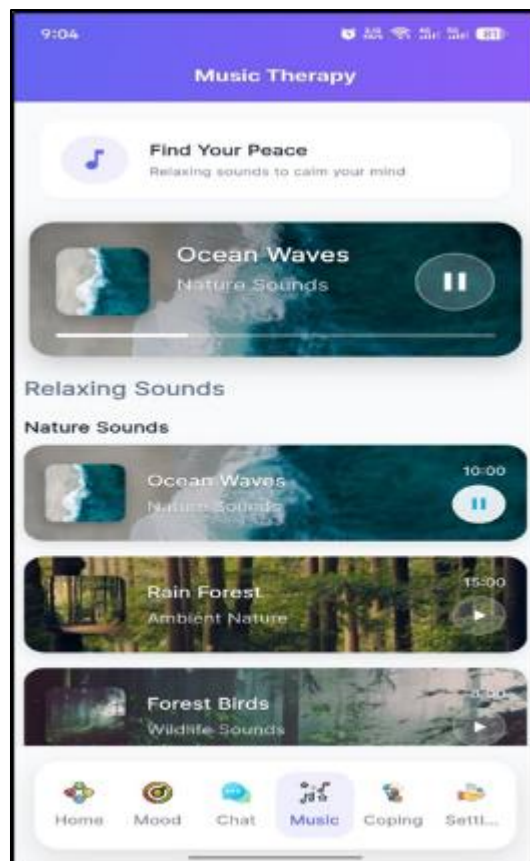 9:04
Music Therapy
Find Your Peace
Relaxing sounds to calm your mind
Ocean Waves
Nature Sounds
Relaxing Sounds
Nature Sounds
Ocean Waves
Nature Sounds
10:00
Rain Forest
Ambient Nature
15:00
Forest Birds
Wildlife Sounds
Home Mood Chat Music Coping Setti...